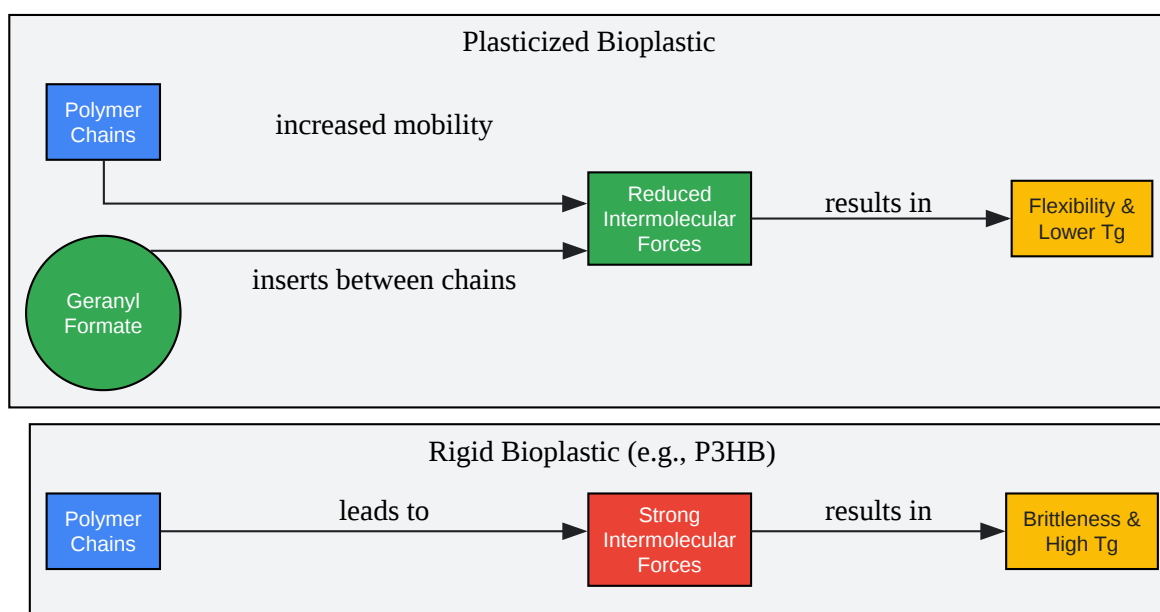 Plasticized Bioplastic
Polymer
Chains
increased mobility
Reduced
Intermolecular
Forces
results in
Flexibility &
Lower Tg
inserts between chains
Geranyl
Formate
Rigid Bioplastic (e.g., P3HB)
Polymer
Chains
leads to
Strong
Intermolecular
Forces
results in
Brittleness &
High Tg